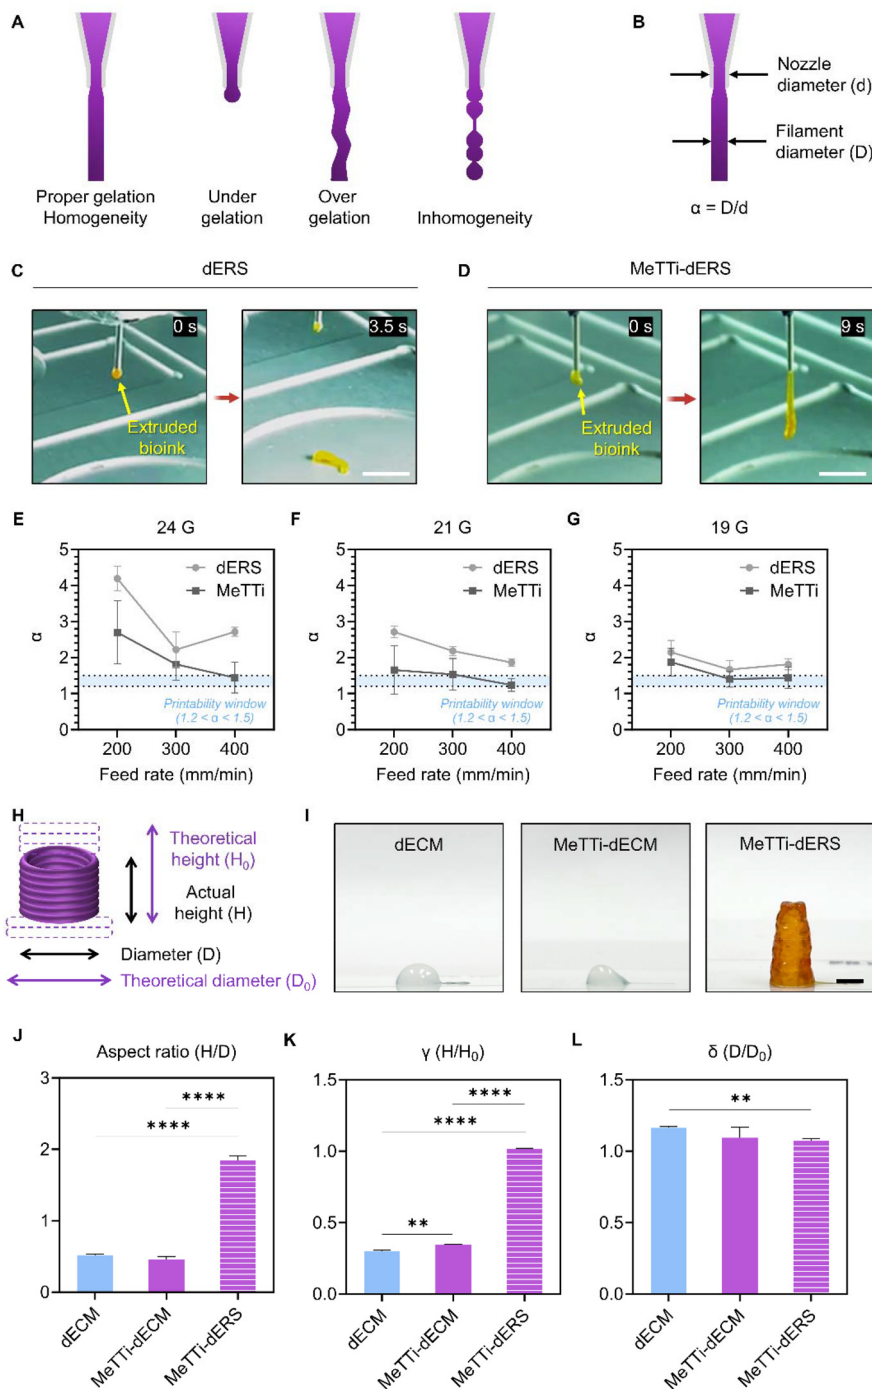 A
Proper gelation
Homogeneity
Under
gelation
Over
gelation
Inhomogeneity
B
Nozzle
diameter (d)
Filament
diameter (D)
α = D/d
C
dERS
0 s
3.5 s
Extruded
bioink
D
MeTTi-dERS
0 s
9 s
Extruded
bioink
E
24 G
5
4
3
2
1
0
α
dERS
MeTTi
Printability window
(1.2 < α < 1.5)
200
300
400
Feed rate (mm/min)
F
21 G
5
4
3
2
1
0
α
dERS
MeTTi
Printability window
(1.2 < α < 1.5)
200
300
400
Feed rate (mm/min)
G
19 G
5
4
3
2
1
0
α
dERS
MeTTi
Printability window
(1.2 < α < 1.5)
200
300
400
Feed rate (mm/min)
H
Theoretical
height (H₀)
Actual
height (H)
Diameter (D)
Theoretical diameter (D₀)
I
dECM
MeTTi-dECM
MeTTi-dERS
J
Aspect ratio (H/D)
3
2
1
0
****
****
dECM
MeTTi-dECM
MeTTi-dERS
K
γ (H/H₀)
1.5
1.0
0.5
0.0
****
****
**
dECM
MeTTi-dECM
MeTTi-dERS
L
δ (D/D₀)
1.5
1.0
0.5
0.0
**
dECM
MeTTi-dECM
MeTTi-dERS